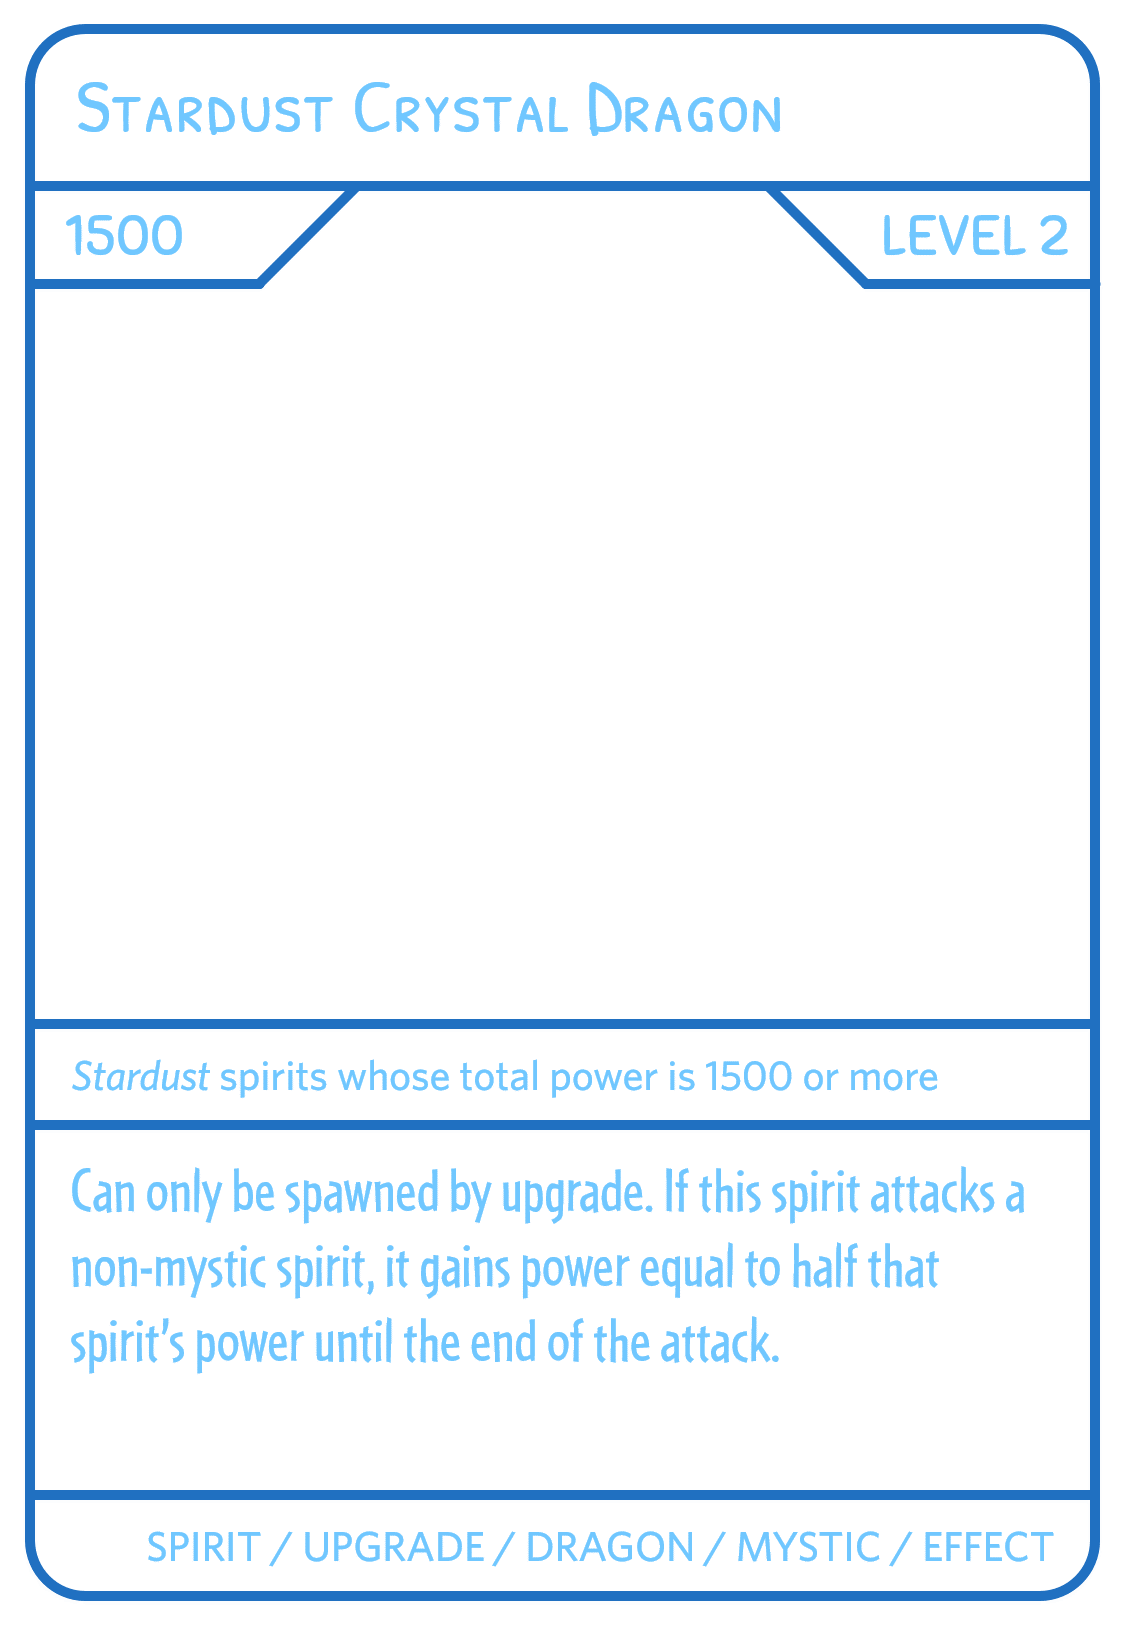 Stardust Crystal Dragon
1500
LEVEL 2
Stardust spirits whose total power is 1500 or more
Can only be spawned by upgrade. If this spirit attacks a
non-mystic spirit, it gains power equal to half that
spirit’s power until the end of the attack.
SPIRIT / UPGRADE / DRAGON / MYSTIC / EFFECT